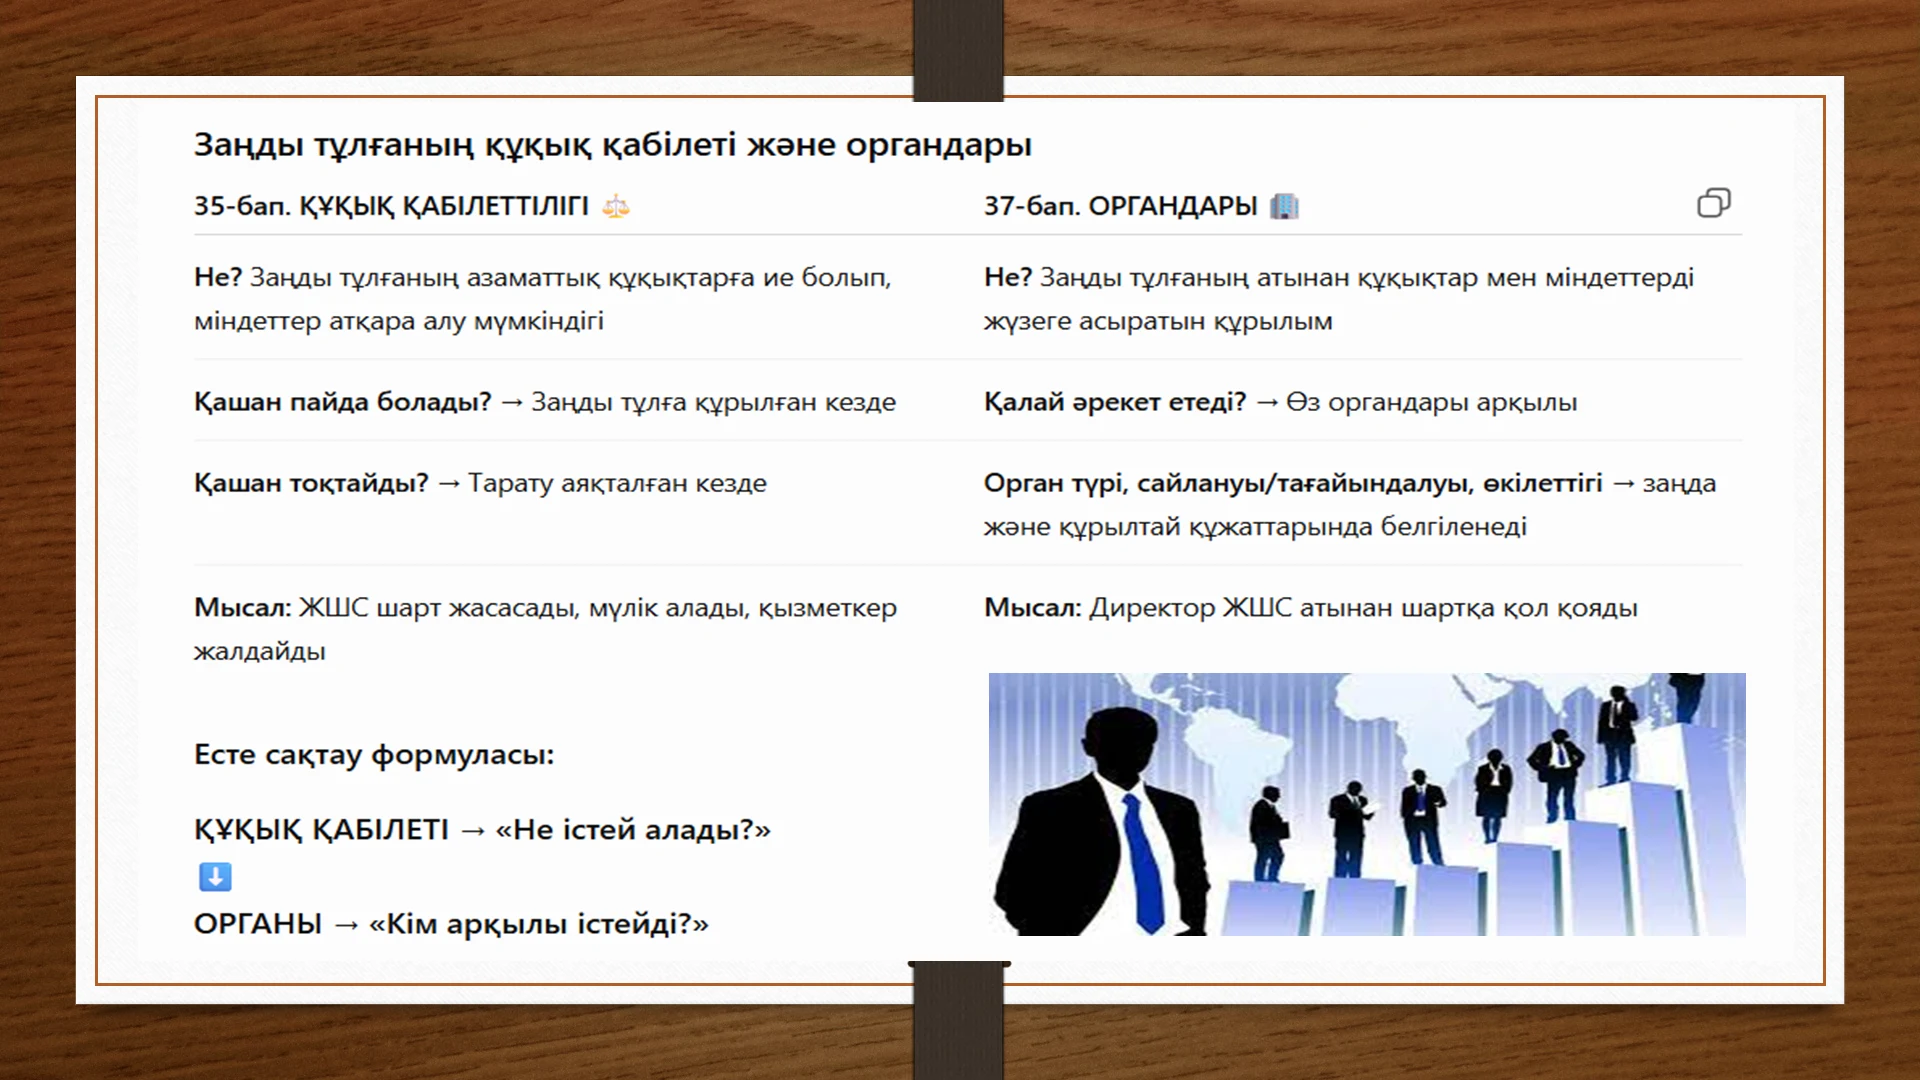 Заңды тұлғаның құқық қабілеті және органдары
35-бап. ҚҰҚЫҚ ҚАБІЛЕТТІЛІГІ ⚖️
37-бап. ОРГАНДАРЫ 🏢
Не? Заңды тұлғаның азаматтық құқықтарға ие болып,
міндеттер атқара алу мүмкіндігі
Не? Заңды тұлғаның атынан құқықтар мен міндеттерді
жүзеге асыратын құрылым
Қашан пайда болады? → Заңды тұлға құрылған кезде
Қалай әрекет етеді? → Өз органдары арқылы
Қашан тоқтайды? → Тарату аяқталған кезде
Орган түрі, сайлануы/тағайындалуы, өкілеттігі → заңда
және құрылтай құжаттарында белгіленеді
Мысал: ЖШС шарт жасасады, мүлік алады, қызметкер
жалдайды
Мысал: Директор ЖШС атынан шартқа қол қояды
Есте сақтау формуласы:
ҚҰҚЫҚ ҚАБІЛЕТІ → «Не істей алады?»
⬇️
ОРГАНЫ → «Кім арқылы істейді?»